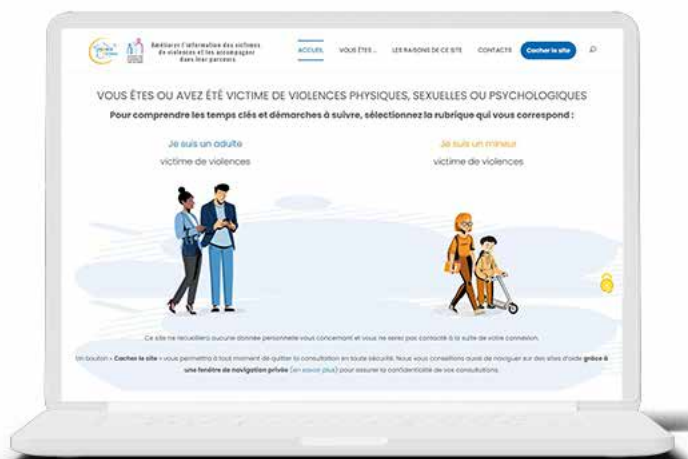 Améliorer l'information des victimes
de violences et les accompagner
dans leur parcours
ACCUEIL VOUS ÊTES... LES RAISONS DE CE SITE CONTACTS Cacher le site
VOUS ÊTES OU AVEZ ÉTÉ VICTIME DE VIOLENCES PHYSIQUES, SEXUELLES OU PSYCHOLOGIQUES
Pour comprendre les temps clés et démarches à suivre, sélectionnez la rubrique qui vous correspond :
Je suis un adulte
victime de violences
Je suis un mineur
victime de violences
Ce site ne recueillera aucune donnée personnelle vous concernant et vous ne serez pas contacté à la suite de votre connexion.
Un bouton « Cacher le site » vous permettra à tout moment de quitter la consultation en toute sécurité. Nous vous conseillons aussi de naviguer sur des sites d'aide grâce à
une fenêtre de navigation privée (en savoir plus) pour assurer la confidentialité de vos consultations.